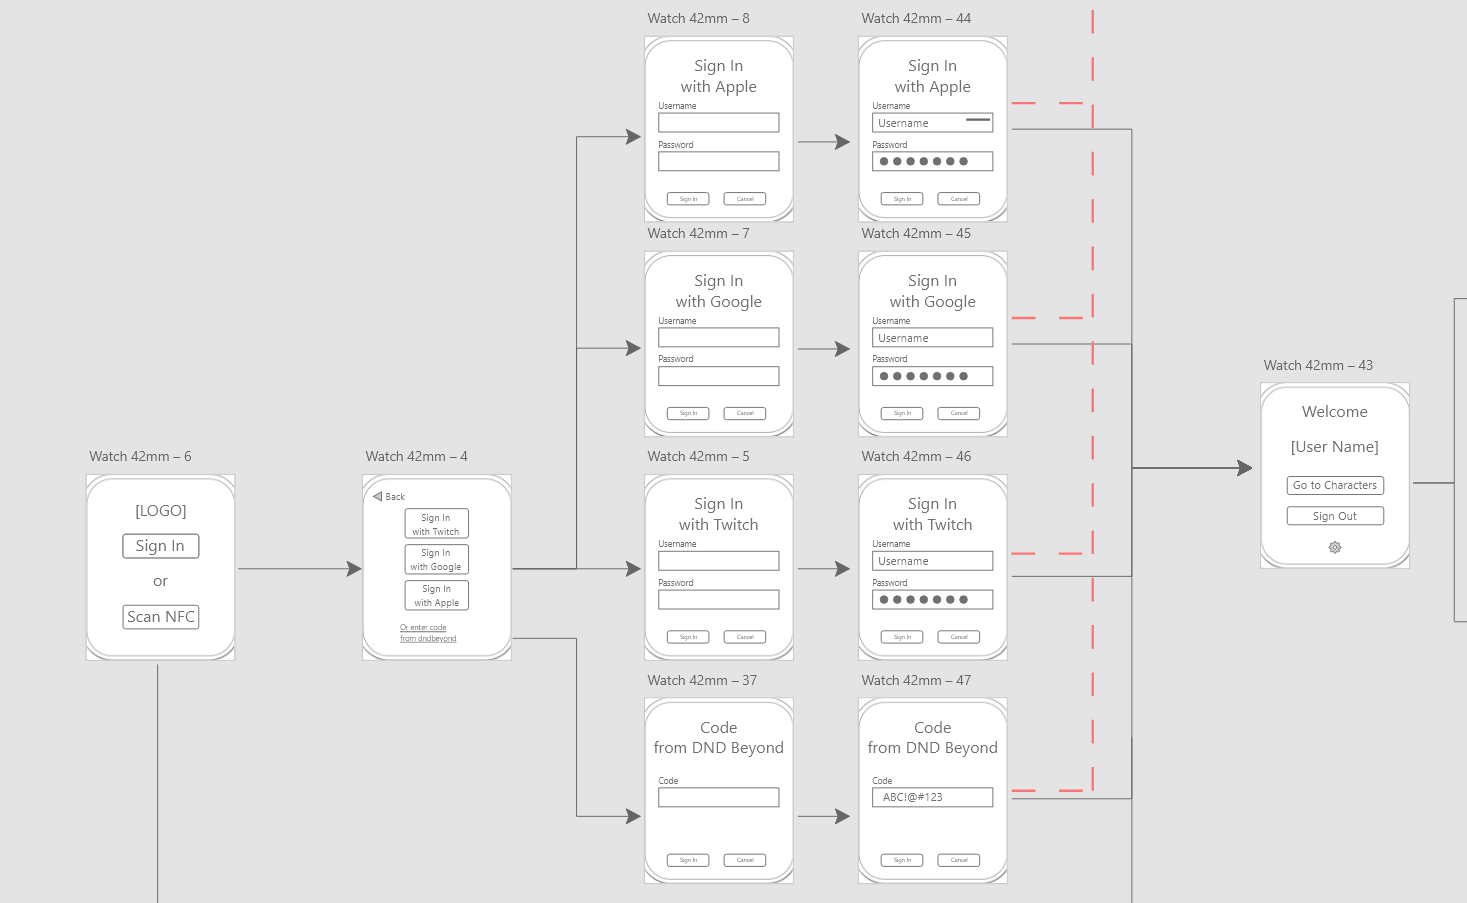 Watch 42mm – 8
Sign In
with Apple
Username
Password
Sign In
Cancel
Watch 42mm – 44
Sign In
with Apple
Username
Username
Password
Sign In
Cancel
Watch 42mm – 7
Sign In
with Google
Username
Password
Sign In
Cancel
Watch 42mm – 45
Sign In
with Google
Username
Username
Password
Sign In
Cancel
Watch 42mm – 43
Welcome
[User Name]
Go to Characters
Sign Out
Watch 42mm – 6
[LOGO]
Sign In
or
Scan NFC
Watch 42mm – 4
Back
Sign In
with Twitch
Sign In
with Google
Sign In
with Apple
Or enter code
from dndbeyond
Watch 42mm – 5
Sign In
with Twitch
Username
Password
Sign In
Cancel
Watch 42mm – 46
Sign In
with Twitch
Username
Username
Password
Sign In
Cancel
Watch 42mm – 37
Code
from DND Beyond
Code
Sign In
Cancel
Watch 42mm – 47
Code
from DND Beyond
Code
ABC!@#123
Sign In
Cancel